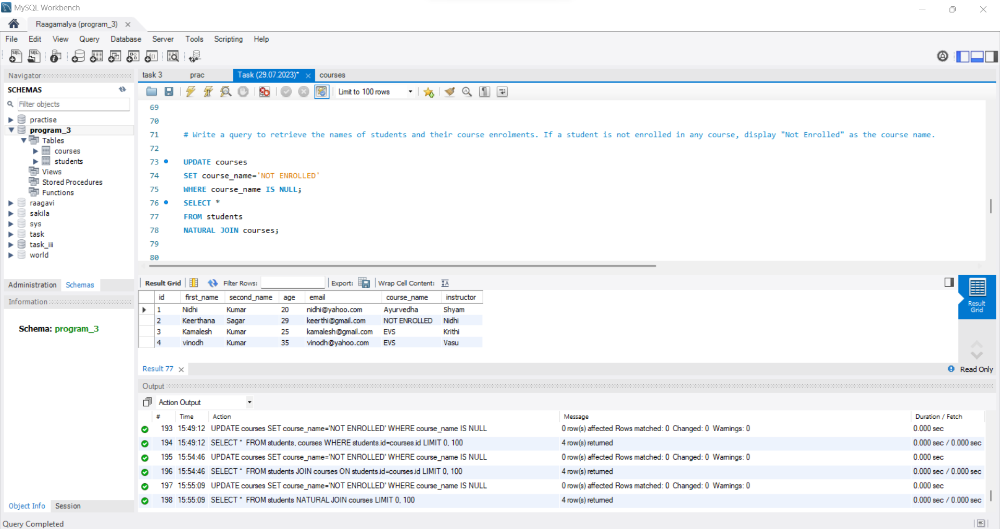 MySQL Workbench
Raagamalya (program_3)
File Edit View Query Database Server Tools Scripting Help
Navigator
SCHEMAS
Filter objects
practise
program_3
Tables
courses
students
Views
Stored Procedures
Functions
raagavi
sakila
sys
task
task_iii
world
Administration Schemas
Information
Schema: program_3
Object Info Session
task 3 prac Task (29.07.2023)* courses
Limit to 100 rows
69
70
71 # Write a query to retrieve the names of students and their course enrolments. If a student is not enrolled in any course, display "Not Enrolled" as the course name.
72
73 UPDATE courses
74 SET course_name='NOT ENROLLED'
75 WHERE course_name IS NULL;
76 SELECT *
77 FROM students
78 NATURAL JOIN courses;
79
80
Result Grid Filter Rows: Export: Wrap Cell Content:
id first_name second_name age email course_name instructor
1 Nidhi Kumar 20 nidhi@yahoo.com Ayurvedha Shyam
2 Keerthana Sagar 29 keerthi@gmail.com NOT ENROLLED Nidhi
3 Kamalesh Kumar 25 kamalesh@gmail.com EVS Krithi
4 vinodh Kumar 35 vinodh@yahoo.com EVS Vasu
Result
Grid
Result 77
Read Only
Output
Action Output
# Time Action Message Duration / Fetch
193 15:49:12 UPDATE courses SET course_name='NOT ENROLLED' WHERE course_name IS NULL 0 row(s) affected Rows matched: 0 Changed: 0 Warnings: 0 0.000 sec
194 15:49:12 SELECT * FROM students, courses WHERE students.id=courses.id LIMIT 0, 100 4 row(s) returned 0.000 sec / 0.000 sec
195 15:54:46 UPDATE courses SET course_name='NOT ENROLLED' WHERE course_name IS NULL 0 row(s) affected Rows matched: 0 Changed: 0 Warnings: 0 0.000 sec
196 15:54:46 SELECT * FROM students JOIN courses ON students.id=courses.id LIMIT 0, 100 4 row(s) returned 0.000 sec / 0.000 sec
197 15:55:09 UPDATE courses SET course_name='NOT ENROLLED' WHERE course_name IS NULL 0 row(s) affected Rows matched: 0 Changed: 0 Warnings: 0 0.000 sec
198 15:55:09 SELECT * FROM students NATURAL JOIN courses LIMIT 0, 100 4 row(s) returned 0.000 sec / 0.000 sec
Query Completed